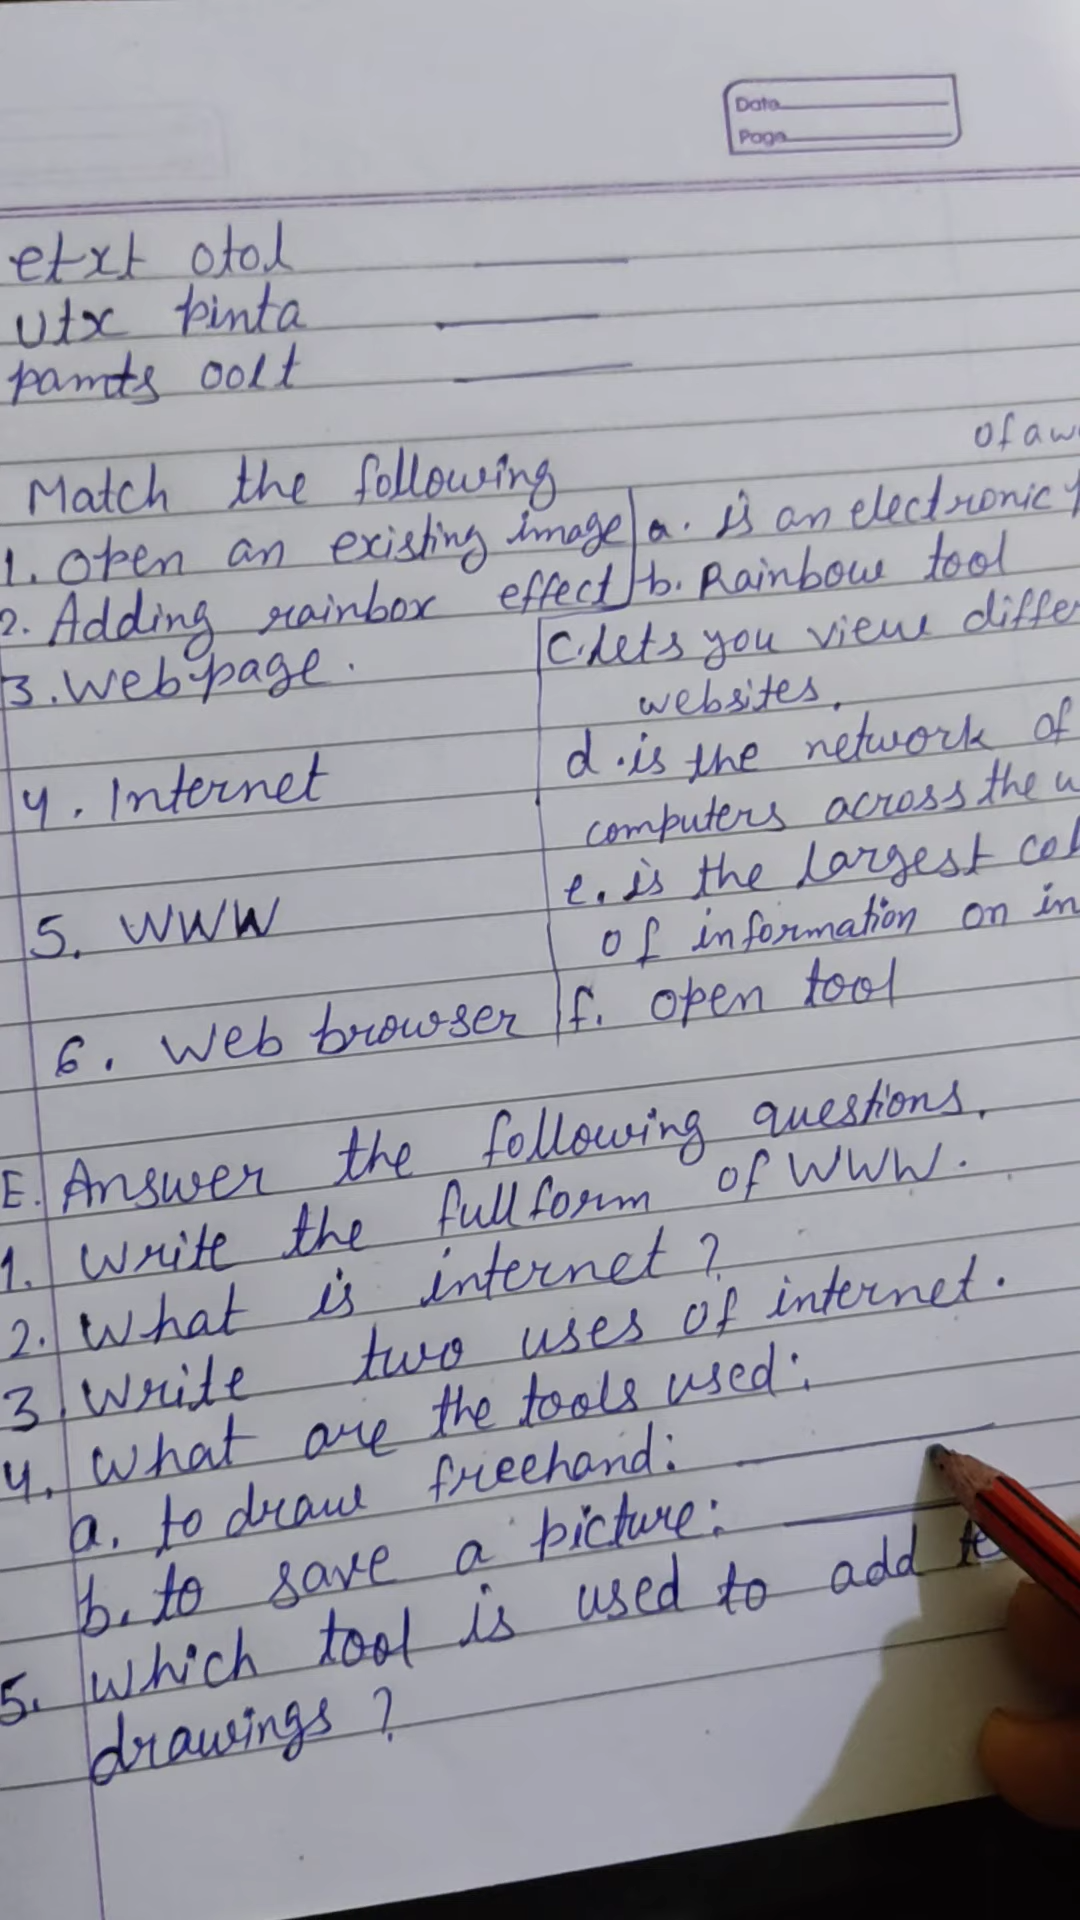 Date
Page
etxt otol
utx pinta
pamts oolt
of a
Match the following
1. Open an existing image a. is an electronic
2. Adding rainbox effect b. Rainbow tool
3. Web page. c. lets you view
websites.
d. is the network of
4. Internet
computers across the
e. is the largest
5. WWW
of information on
6. Web browser f. open tool
E. Answer the following questions.
1. Write the full form of WWW.
2. What is internet?
3. Write two uses of internet.
4. What are the tools used:
a. to draw freehand:
b. to save a picture:
5. Which tool is used to add
drawings?